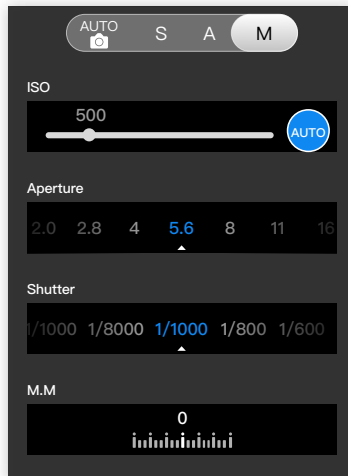 AUTO S A M
ISO
500
AUTO
Aperture
2.0 2.8 4 5.6 8 11 16
Shutter
1/1000 1/8000 1/1000 1/800 1/600
M.M
0